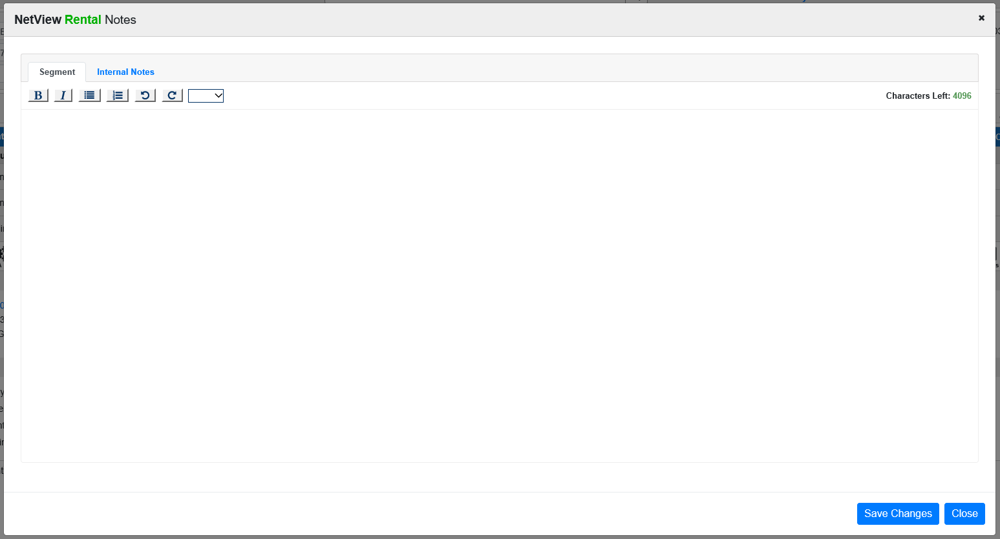 NetView Rental Notes
Segment Internal Notes
B I
Characters Left: 4096
Save Changes Close